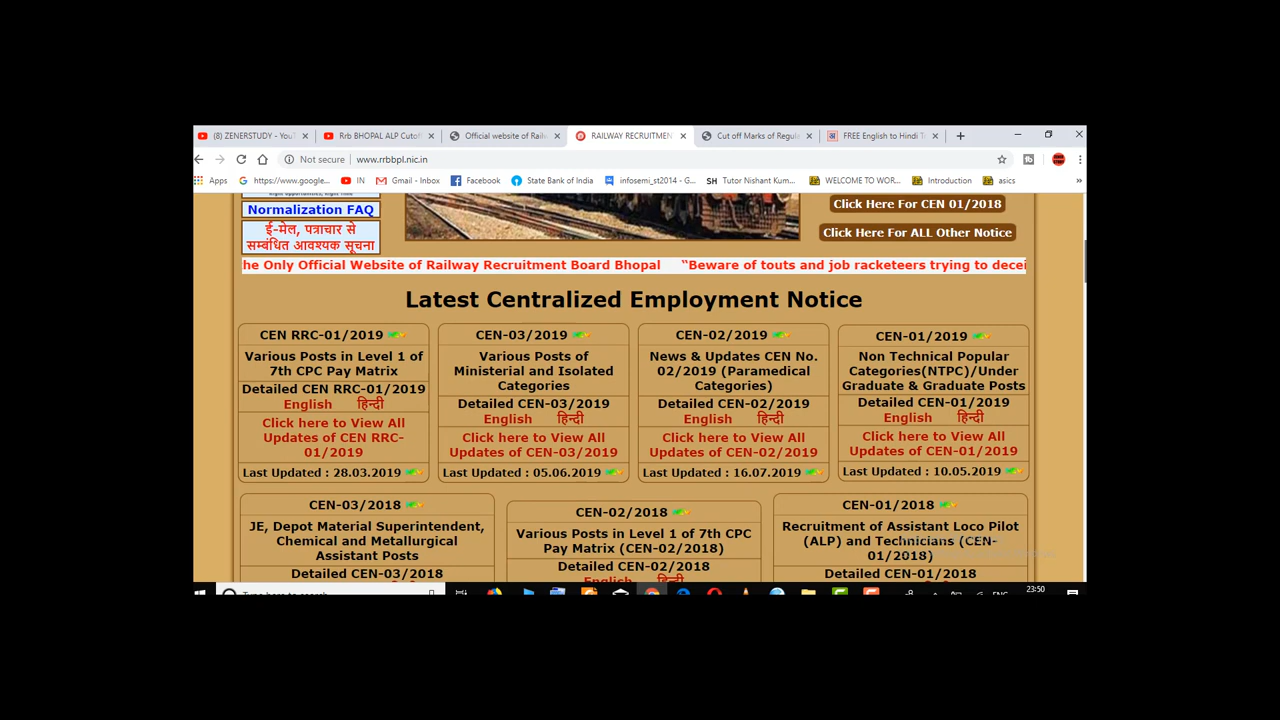 (8) ZENERSTUDY - YouT
Rrb BHOPAL ALP Cutof
Official website of Rail
RAILWAY RECRUITMEN
Cut off Marks of Regul
FREE English to Hindi T
Not secure
www.rrbbpl.nic.in
Apps
https://www.google...
IN
Gmail - Inbox
Facebook
State Bank of India
infosemi_st2014 - G...
SH Tutor Nishant Kum...
WELCOME TO WOR...
Introduction
asics
»
Normalization FAQ
ई-मेल, पत्राचार से
सम्बंधित आवश्यक सूचना
Click Here For CEN 01/2018
Click Here For ALL Other Notice
he Only Official Website of Railway Recruitment Board Bhopal "Beware of touts and job racketeers trying to decei
Latest Centralized Employment Notice
CEN RRC-01/2019
Various Posts in Level 1 of
7th CPC Pay Matrix
Detailed CEN RRC-01/2019
English हिन्दी
Click here to View All
Updates of CEN RRC-
01/2019
Last Updated : 28.03.2019
CEN-03/2019
Various Posts of
Ministerial and Isolated
Categories
Detailed CEN-03/2019
English हिन्दी
Click here to View All
Updates of CEN-03/2019
Last Updated : 05.06.2019
CEN-02/2019
News & Updates CEN No.
02/2019 (Paramedical
Categories)
Detailed CEN-02/2019
English हिन्दी
Click here to View All
Updates of CEN-02/2019
Last Updated : 16.07.2019
CEN-01/2019
Non Technical Popular
Categories(NTPC)/Under
Graduate & Graduate Posts
Detailed CEN-01/2019
English हिन्दी
Click here to View All
Updates of CEN-01/2019
Last Updated : 10.05.2019
CEN-03/2018
JE, Depot Material Superintendent,
Chemical and Metallurgical
Assistant Posts
Detailed CEN-03/2018
CEN-02/2018
Various Posts in Level 1 of 7th CPC
Pay Matrix (CEN-02/2018)
Detailed CEN-02/2018
English हिन्दी
CEN-01/2018
Recruitment of Assistant Loco Pilot
(ALP) and Technicians (CEN-
01/2018)
Detailed CEN-01/2018
Type here to search
ENG
23:50